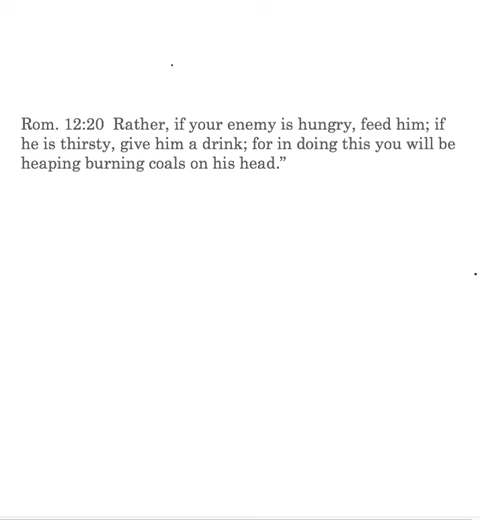 Rom. 12:20  Rather, if your enemy is hungry, feed him; if
he is thirsty, give him a drink; for in doing this you will be
heaping burning coals on his head.”